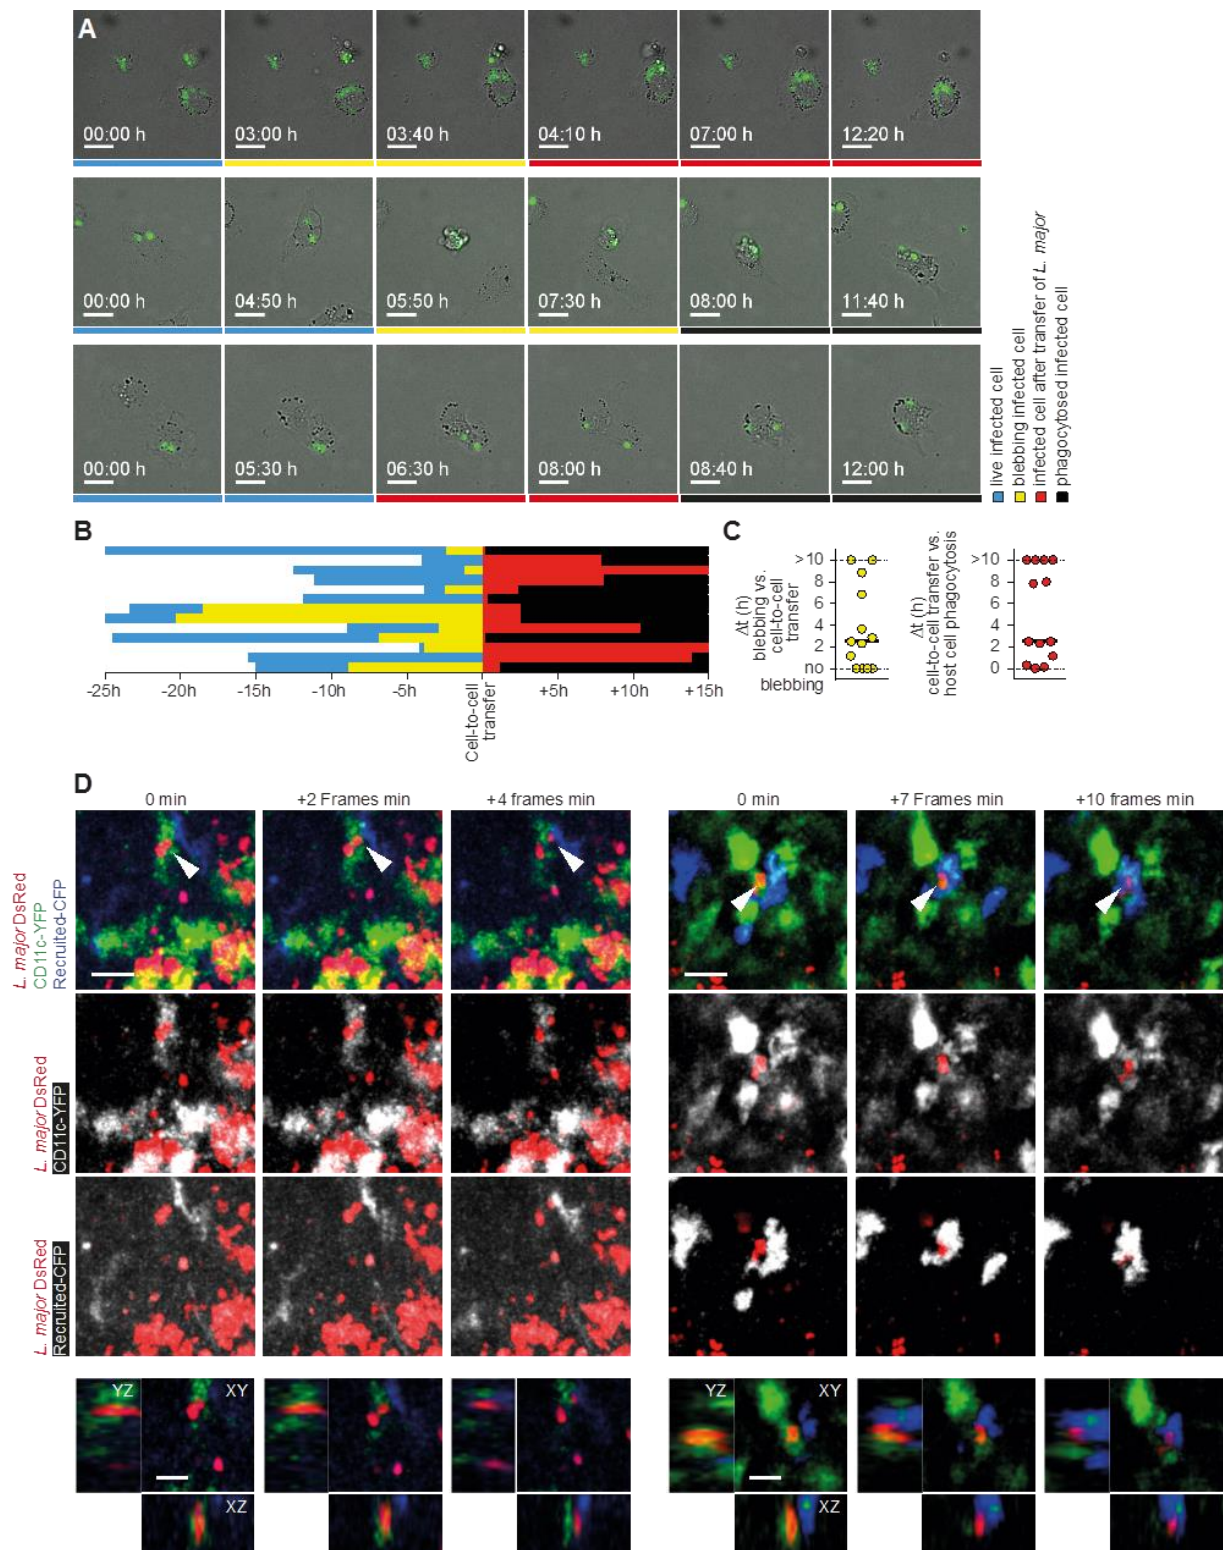 A
00:00 h
03:00 h
03:40 h
04:10 h
07:00 h
12:20 h
00:00 h
04:50 h
05:50 h
07:30 h
08:00 h
11:40 h
00:00 h
05:30 h
06:30 h
08:00 h
08:40 h
12:00 h
live infected cell
blebbing infected cell
infected cell after transfer of L. major
phagocytosed infected cell
B
-25h
-20h
-15h
-10h
-5h
+5h
+10h
+15h
Cell-to-cell
transfer
C
Δt (h)
blebbing vs.
cell-to-cell
transfer
>10
8
6
4
2
no
blebbing
Δt (h)
cell-to-cell transfer vs.
host cell phagocytosis
>10
8
6
4
2
0
D
0 min
+2 Frames min
+4 frames min
0 min
+7 Frames min
+10 frames min
L. major DsRed
CD11c-YFP
Recruited-CFP
L. major DsRed
CD11c-YFP
L. major DsRed
Recruited-CFP
YZ
XY
XZ
YZ
XY
XZ